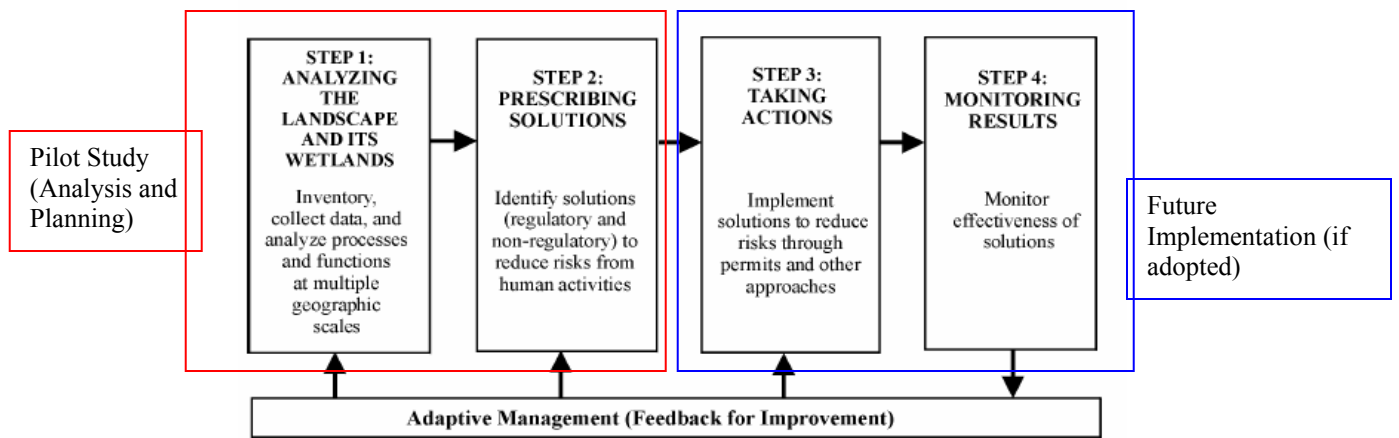 Pilot Study
(Analysis and
Planning)
STEP 1:
ANALYZING
THE
LANDSCAPE
AND ITS
WETLANDS
Inventory,
collect data, and
analyze processes
and functions
at multiple
geographic
scales
STEP 2:
PRESCRIBING
SOLUTIONS
Identify solutions
(regulatory and
non-regulatory) to
reduce risks from
human activities
STEP 3:
TAKING
ACTIONS
Implement
solutions to reduce
risks through
permits and other
approaches
STEP 4:
MONITORING
RESULTS
Monitor
effectiveness of
solutions
Future
Implementation (if
adopted)
Adaptive Management (Feedback for Improvement)